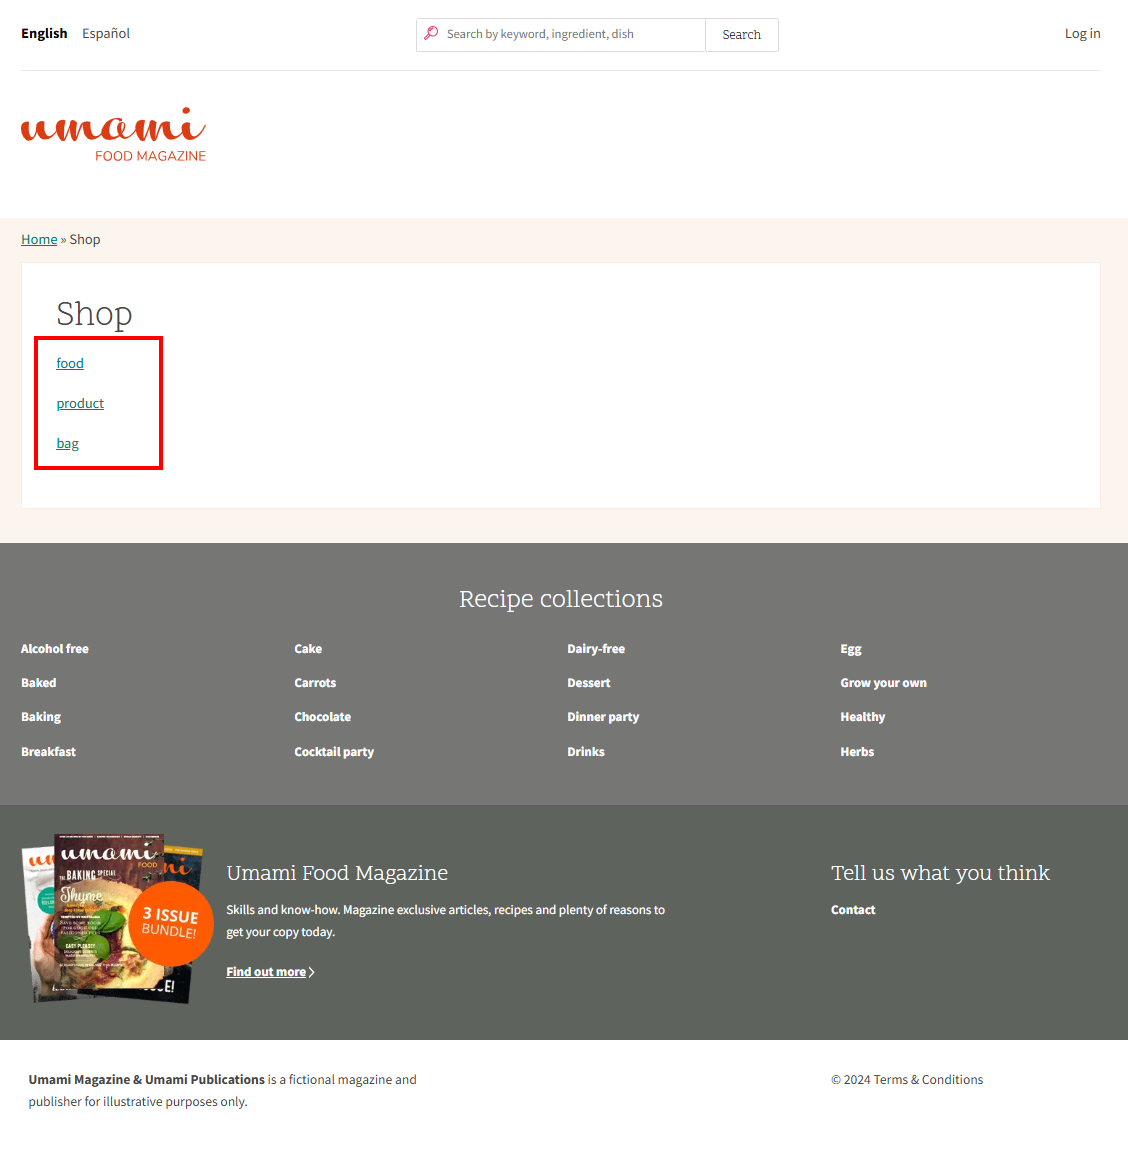 English Español Search by keyword, ingredient, dish Search Log in
umami
FOOD MAGAZINE
Home » Shop
Shop
food
product
bag
Recipe collections
Alcohol free Cake Dairy-free Egg
Baked Carrots Dessert Grow your own
Baking Chocolate Dinner party Healthy
Breakfast Cocktail party Drinks Herbs
umami
FOOD
THE BAKING SPECIAL
Thyme
EASY PLEASY
3 ISSUE
BUNDLE!
Umami Food Magazine
Skills and know-how. Magazine exclusive articles, recipes and plenty of reasons to
get your copy today.
Find out more
Tell us what you think
Contact
Umami Magazine & Umami Publications is a fictional magazine and
publisher for illustrative purposes only.
© 2024 Terms & Conditions